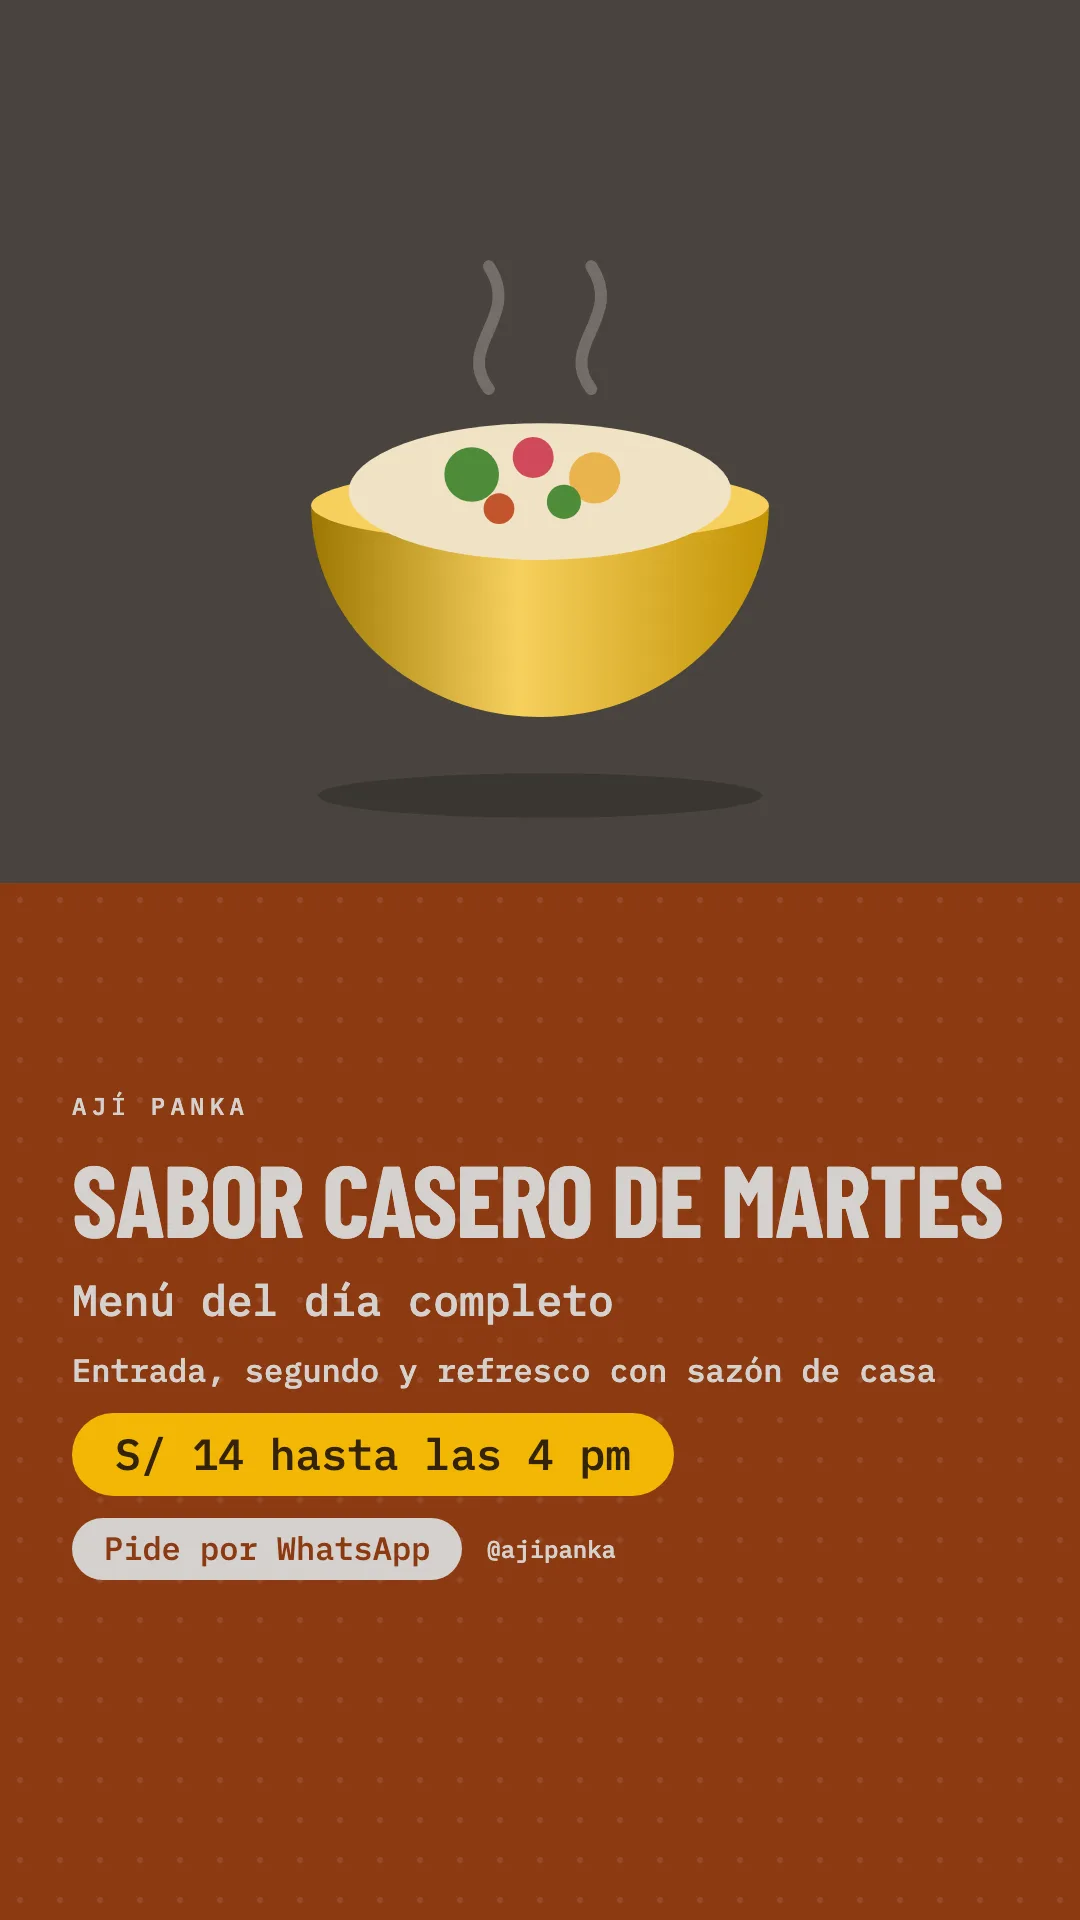 AJÍ PANKA
SABOR CASERO DE MARTES
Menú del día completo
Entrada, segundo y refresco con sazón de casa
S/ 14 hasta las 4 pm
Pide por WhatsApp
@ajipanka